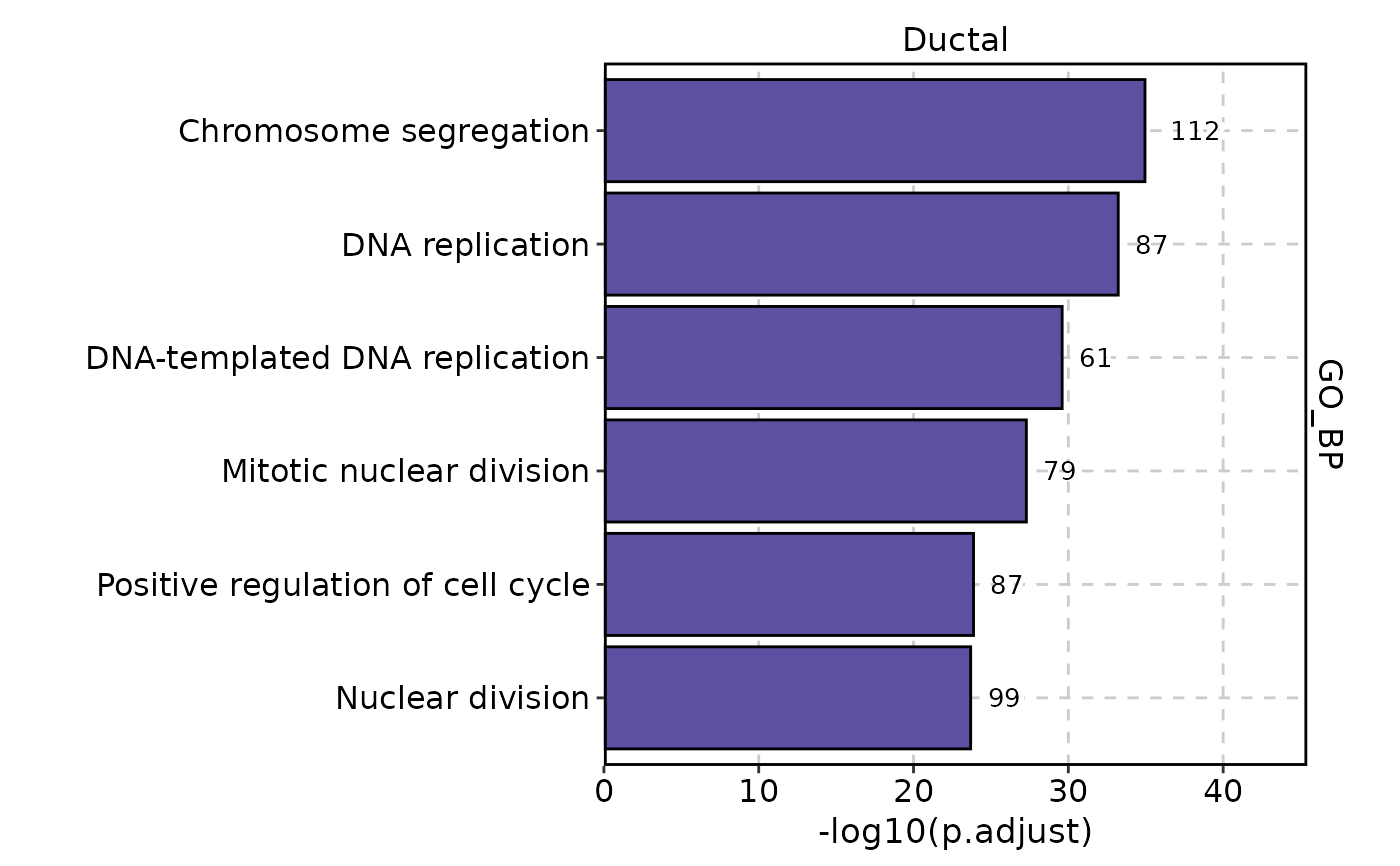 Ductal
Chromosome segregation
112
DNA replication
87
DNA-templated DNA replication
61
Mitotic nuclear division
79
Positive regulation of cell cycle
87
Nuclear division
99
GO_BP
0 10 20 30 40
-log10(p.adjust)